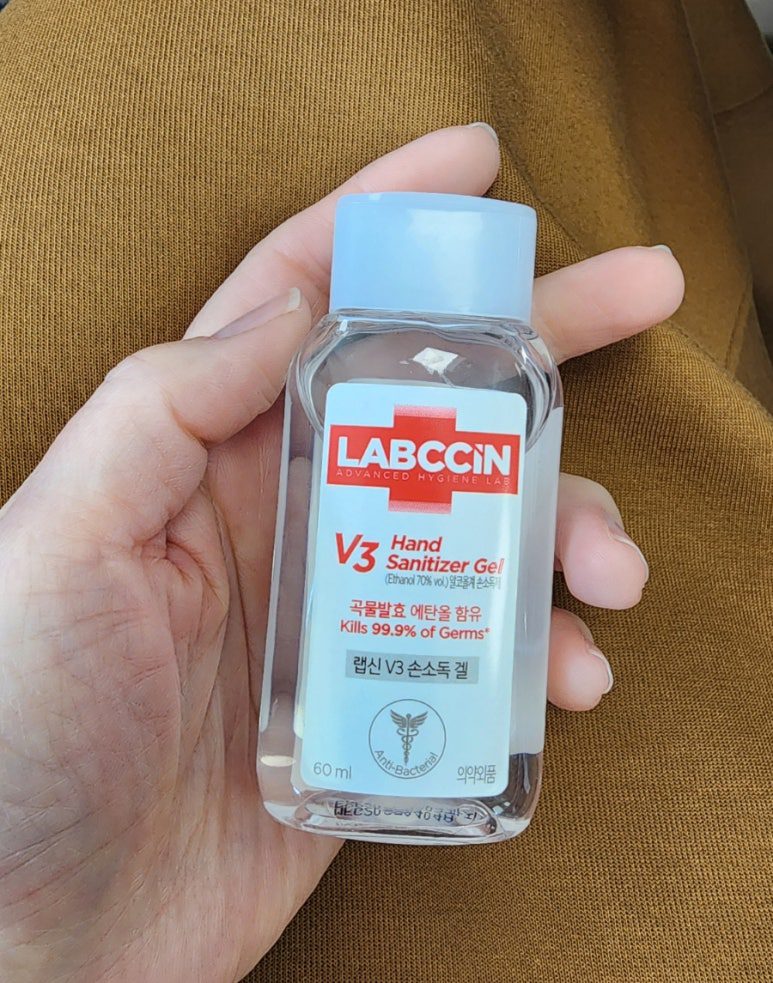 LABCCiN
ADVANCED HYGIENE LAB
V3 Hand
Sanitizer Gel
(Ethanol 70% vol.) 알코올계 손소독제
곡물발효 에탄올 함유
Kills 99.9% of Germs*
랩신 V3 손소독 겔
Anti-Bacterial
60 ml
의약외품